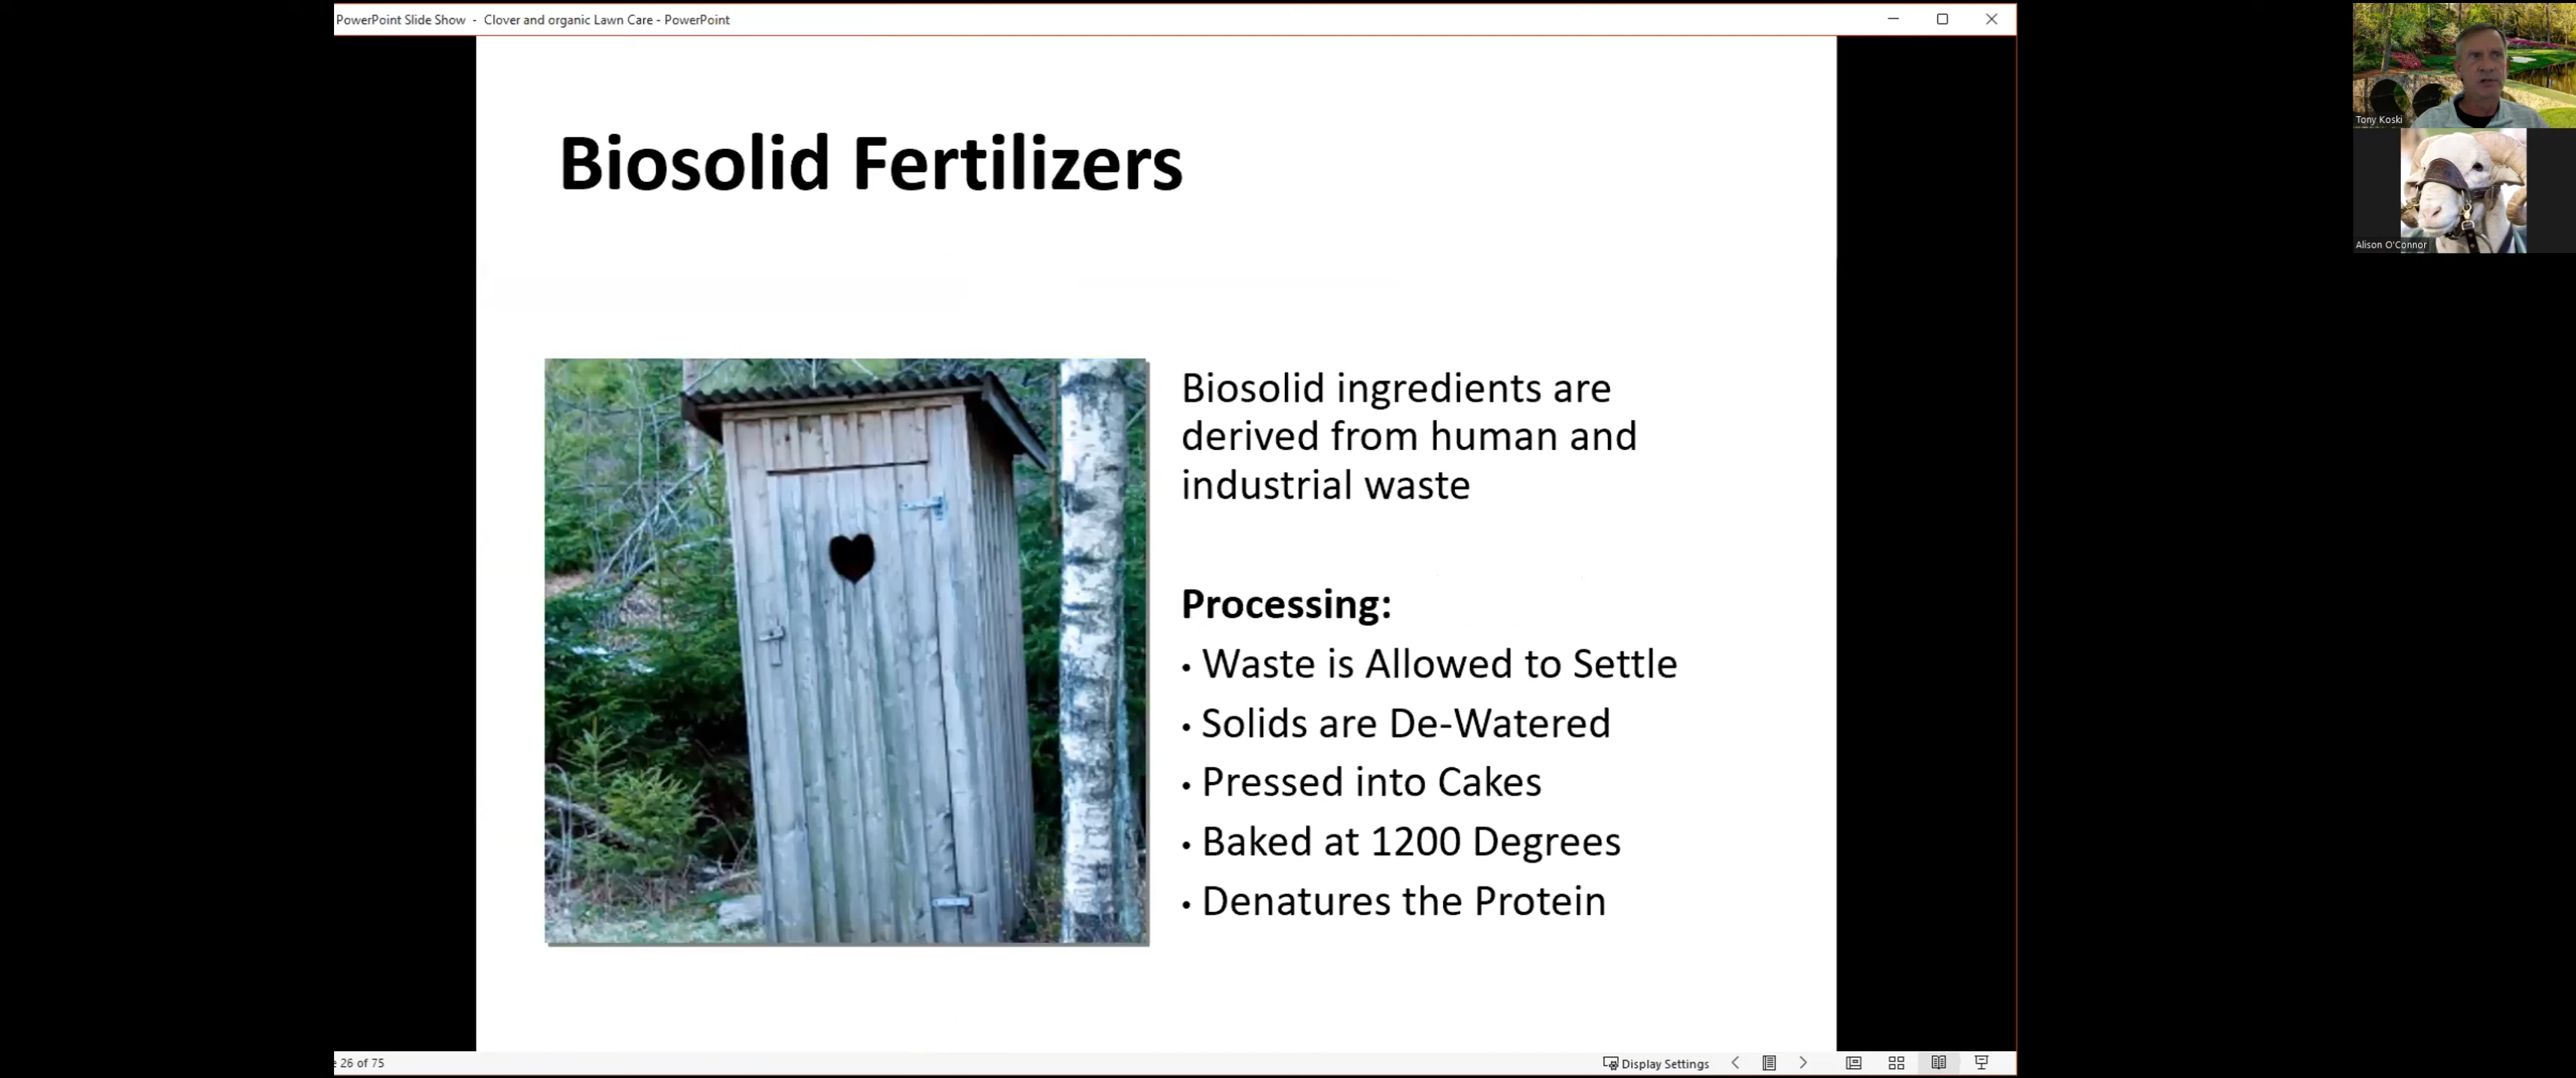 PowerPoint Slide Show - Clover and organic Lawn Care - PowerPoint
Tony Koski
Alison O'Connor
Biosolid Fertilizers
Biosolid ingredients are
derived from human and
industrial waste
Processing:
• Waste is Allowed to Settle
• Solids are De-Watered
• Pressed into Cakes
• Baked at 1200 Degrees
• Denatures the Protein
26 of 75
Display Settings